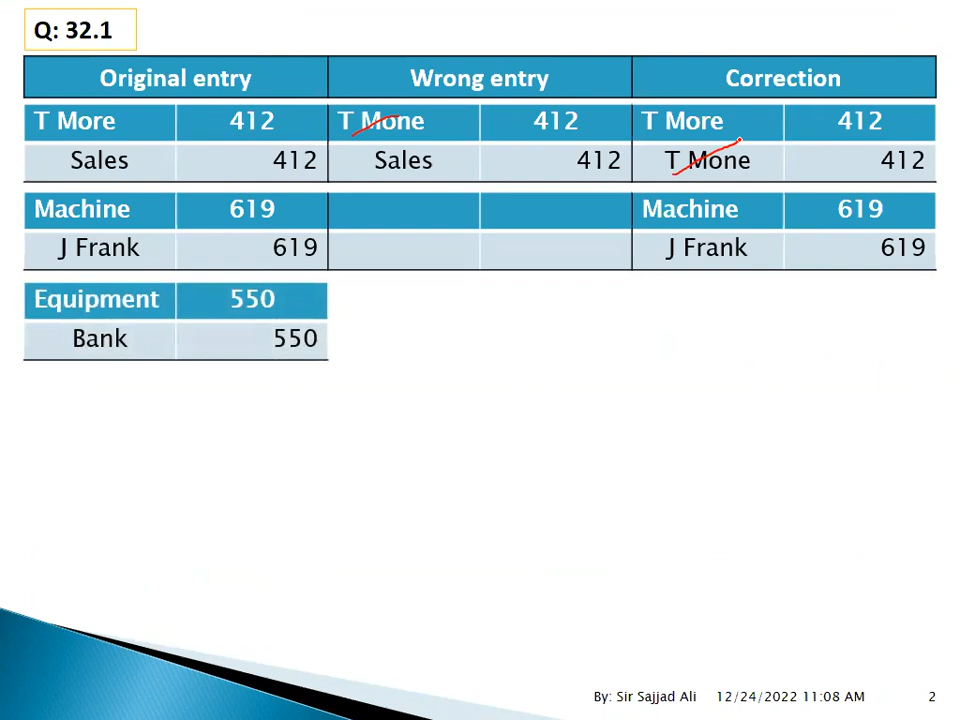 Q: 32.1
Original entry Wrong entry Correction
T More 412 T Mone 412 T More 412
Sales 412 Sales 412 T Mone 412
Machine 619 Machine 619
J Frank 619 J Frank 619
Equipment 550
Bank 550
By: Sir Sajjad Ali 12/24/2022 11:08 AM 2